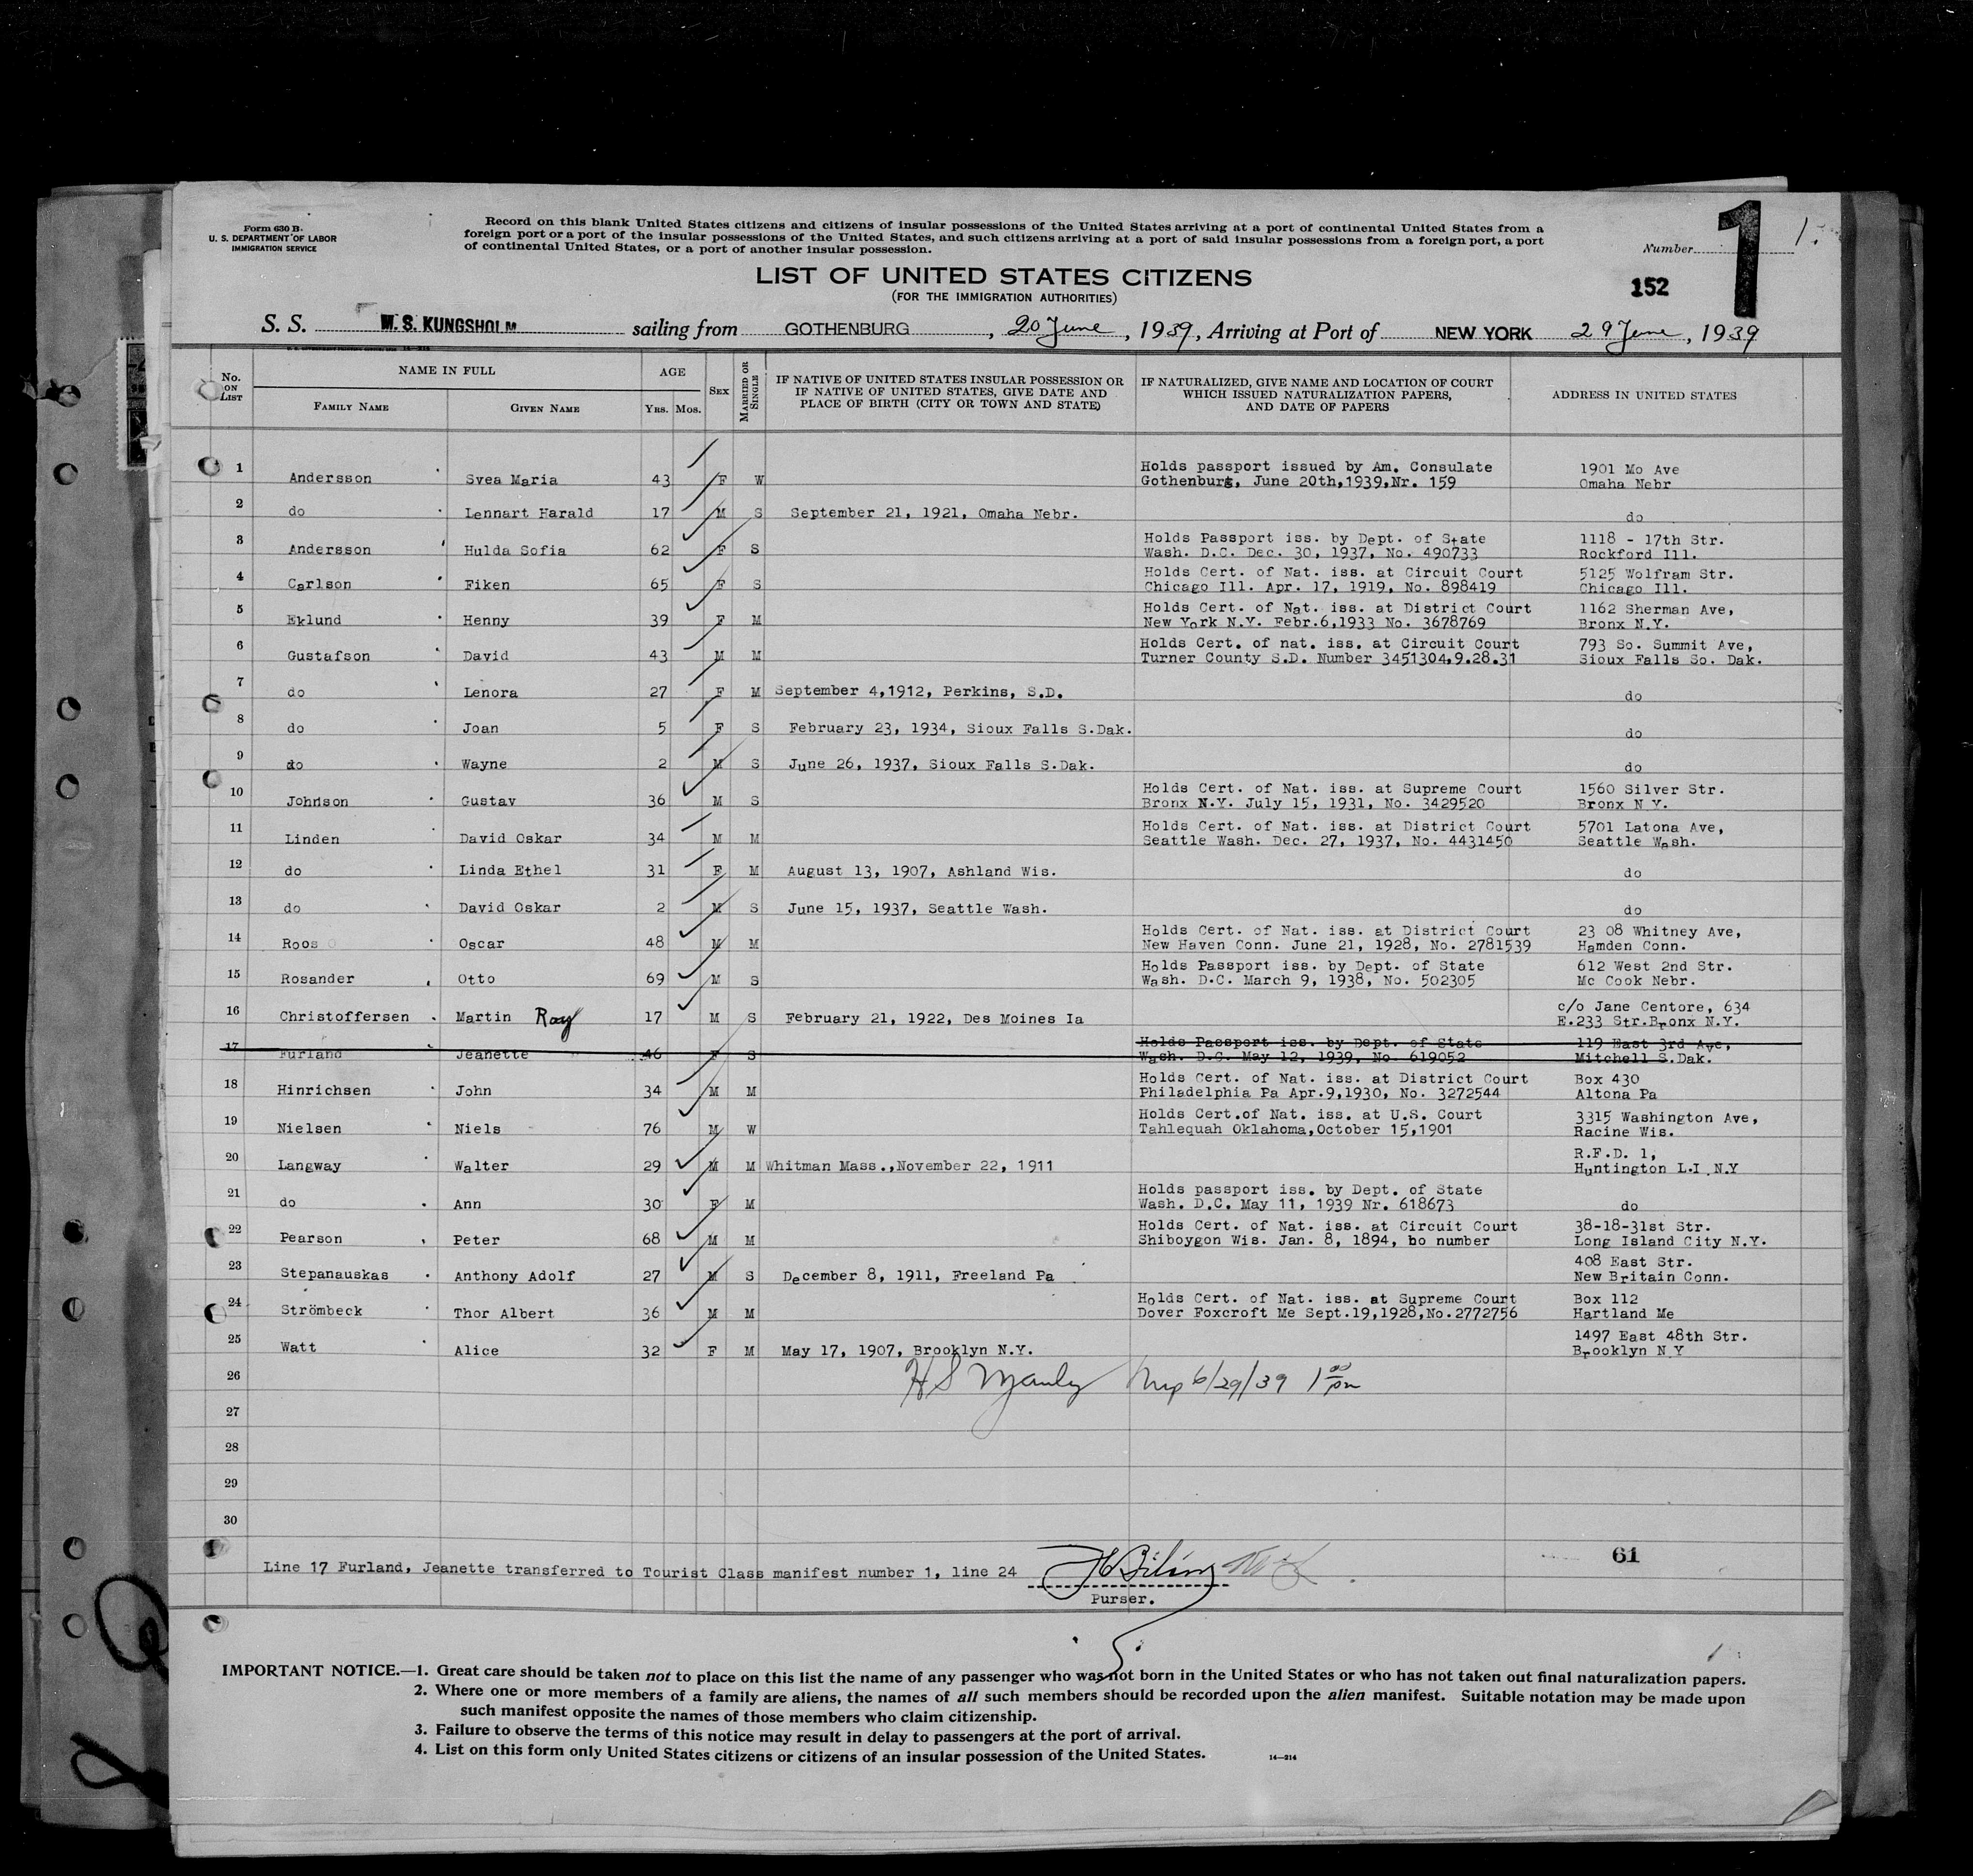 Form 630 B.
U. S. DEPARTMENT OF LABOR
IMMIGRATION SERVICE
Record on this blank United States citizens and citizens of insular possessions of the United States arriving at a port of continental United States from a
foreign port or a port of the insular possessions of the United States, and such citizens arriving at a port of said insular possessions from a foreign port, a port
of continental United States, or a port of another insular possession.
Number 1 1.
LIST OF UNITED STATES CITIZENS
(FOR THE IMMIGRATION AUTHORITIES)
152
S. S. W. S. KUNGSHOLM sailing from GOTHENBURG, 20 June, 1939, Arriving at Port of NEW YORK 29 June, 1939
No. ON LIST
NAME IN FULL
FAMILY NAME
GIVEN NAME
AGE
YRS. MOS.
SEX
MARRIED OR SINGLE
IF NATIVE OF UNITED STATES INSULAR POSSESSION OR
IF NATIVE OF UNITED STATES, GIVE DATE AND
PLACE OF BIRTH (CITY OR TOWN AND STATE)
IF NATURALIZED, GIVE NAME AND LOCATION OF COURT
WHICH ISSUED NATURALIZATION PAPERS,
AND DATE OF PAPERS
ADDRESS IN UNITED STATES
Holds passport issued by Am. Consulate 1901 Mo Ave
1 Andersson Svea Maria 43 F W Gothenburg, June 20th,1939,Nr. 159 Omaha Nebr
2 do Lennart Harald 17 M S September 21, 1921, Omaha Nebr. do
Holds Passport iss. by Dept. of State 1118 - 17th Str.
3 Andersson Hulda Sofia 62 F S Wash. D.C. Dec. 30, 1937, No. 490733 Rockford Ill.
Holds Cert. of Nat. iss. at Circuit Court 5125 Wolfram Str.
4 Carlson Fiken 65 F S Chicago Ill. Apr. 17, 1919, No. 898419 Chicago Ill.
Holds Cert. of Nat. iss. at District Court 1162 Sherman Ave,
5 Eklund Henny 39 F M New York N.Y. Febr.6,1933 No. 3678769 Bronx N.Y.
Holds Cert. of nat. iss. at Circuit Court 793 So. Summit Ave,
6 Gustafson David 43 M M Turner County S.D. Number 3451304,9.28.31 Sioux Falls So. Dak.
7 do Lenora 27 F M September 4,1912, Perkins, S.D. do
8 do Joan 5 F S February 23, 1934, Sioux Falls S.Dak. do
9 do Wayne 2 M S June 26, 1937, Sioux Falls S.Dak. do
Holds Cert. of Nat. iss. at Supreme Court 1560 Silver Str.
10 Johnson Gustav 36 M S Bronx N.Y. July 15, 1931, No. 3429520 Bronx N Y.
Holds Cert. of Nat. iss. at District Court 5701 Latona Ave,
11 Linden David Oskar 34 M M Seattle Wash. Dec. 27, 1937, No. 4431450 Seattle Wash.
12 do Linda Ethel 31 F M August 13, 1907, Ashland Wis. do
13 do David Oskar 2 M S June 15, 1937, Seattle Wash. do
Holds Cert. of Nat. iss. at District Court 23 08 Whitney Ave,
14 Roos Oscar 48 M M New Haven Conn. June 21, 1928, No. 2781539 Hamden Conn.
Holds Passport iss. by Dept. of State 612 West 2nd Str.
15 Rosander Otto 69 M S Wash. D.C. March 9, 1938, No. 502305 Mc Cook Nebr.
c/o Jane Centore, 634
16 Christoffersen Martin Ray 17 M S February 21, 1922, Des Moines Ia E.233 Str.Bronx N.Y.
Holds Passport iss. by Dept. of State 119 East 3rd Ave,
17 Furland Jeanette 46 F S Wash. D.C. May 12, 1939, No 619052 Mitchell S.Dak.
Holds Cert. of Nat. iss. at District Court Box 430
18 Hinrichsen John 34 M M Philadelphia Pa Apr.9,1930, No. 3272544 Altona Pa
Holds Cert.of Nat. iss. at U.S. Court 3315 Washington Ave,
19 Nielsen Niels 76 M W Tahlequah Oklahoma,October 15,1901 Racine Wis.
R.F.D. 1,
20 Langway Walter 29 M M Whitman Mass.,November 22, 1911 Huntington L.I N.Y
Holds passport iss. by Dept. of State
21 do Ann 30 F M Wash. D.C. May 11, 1939 Nr. 618673 do
Holds Cert. of Nat. iss. at Circuit Court 38-18-31st Str.
22 Pearson Peter 68 M M Shiboygon Wis. Jan. 8, 1894, bo number Long Island City N.Y.
408 East Str.
23 Stepanauskas Anthony Adolf 27 M S December 8, 1911, Freeland Pa New Britain Conn.
Holds Cert. of Nat. iss. at Supreme Court Box 112
24 Strömbeck Thor Albert 36 M M Dover Foxcroft Me Sept.19,1928,No.2772756 Hartland Me
1497 East 48th Str.
25 Watt Alice 32 F M May 17, 1907, Brooklyn N.Y. Brooklyn N Y
26 H S Manly 6/29/39 1 00 pm
27
28
29
30
61
Line 17 Furland, Jeanette transferred to Tourist Class manifest number 1, line 24
Purser.
IMPORTANT NOTICE.—1. Great care should be taken not to place on this list the name of any passenger who was not born in the United States or who has not taken out final naturalization papers.
2. Where one or more members of a family are aliens, the names of all such members should be recorded upon the alien manifest. Suitable notation may be made upon
such manifest opposite the names of those members who claim citizenship.
3. Failure to observe the terms of this notice may result in delay to passengers at the port of arrival.
4. List on this form only United States citizens or citizens of an insular possession of the United States. 14—214